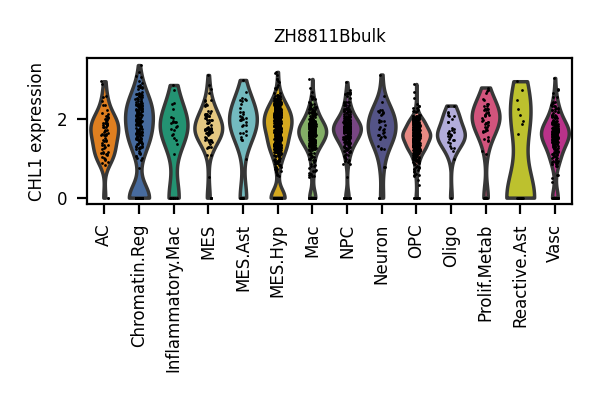 ZH8811Bbulk
CHL1 expression
2
0
AC
Chromatin.Reg
Inflammatory.Mac
MES
MES.Ast
MES.Hyp
Mac
NPC
Neuron
OPC
Oligo
Prolif.Metab
Reactive.Ast
Vasc